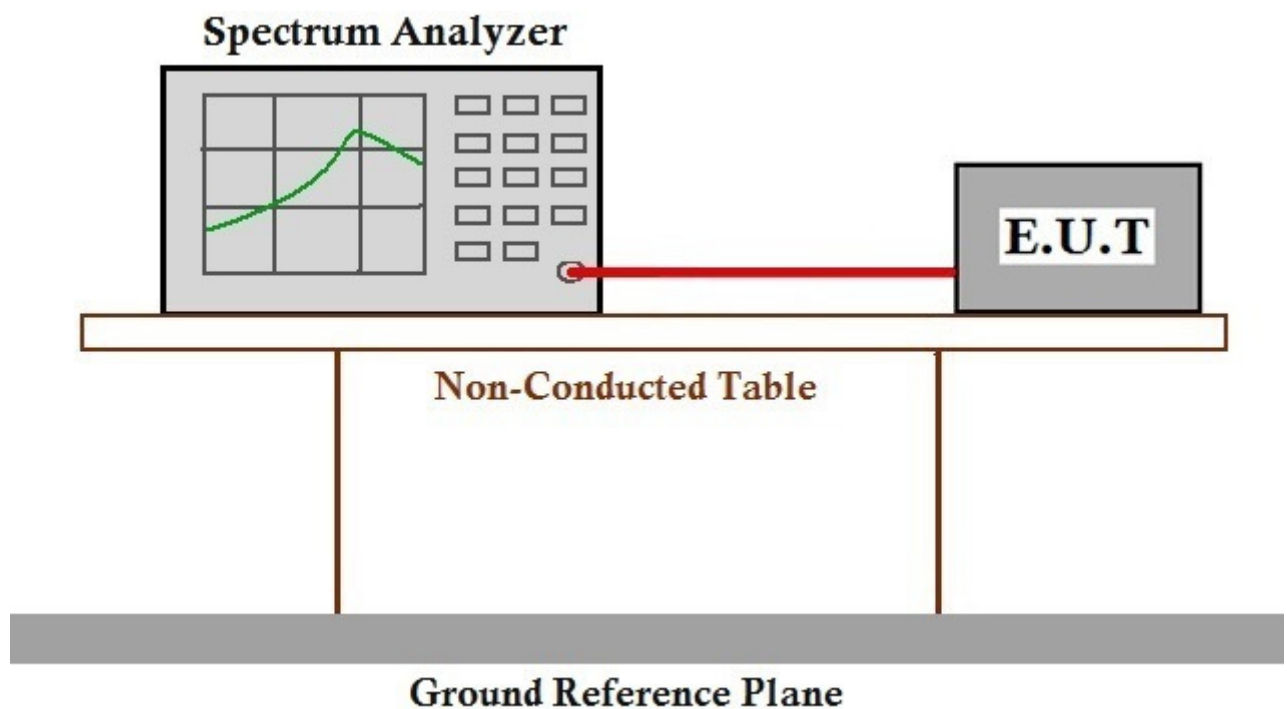 Spectrum Analyzer
E.U.T
Non-Conducted Table
Ground Reference Plane